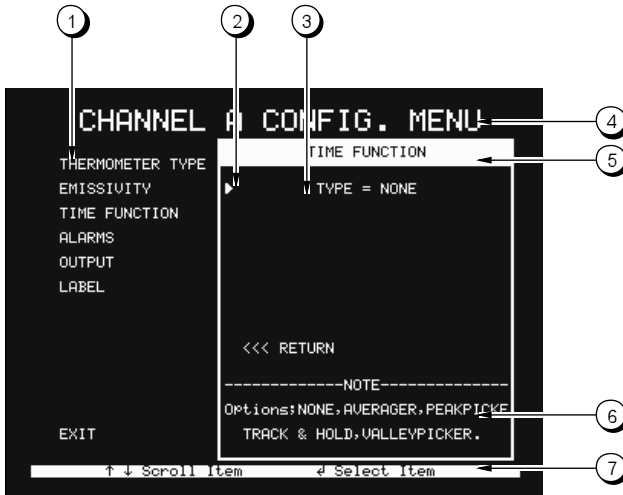 1 2 3
CHANNEL A CONFIG. MENU 4
TIME FUNCTION 5
THERMOMETER TYPE
EMISSIVITY
TYPE = NONE
TIME FUNCTION
ALARMS
OUTPUT
LABEL
<<< RETURN
-------------NOTE--------------
Options;NONE,AVERAGER,PEAKPICKE
6
EXIT
TRACK & HOLD,VALLEYPICKER.
↑ ↓ Scroll Item ↲ Select Item 7